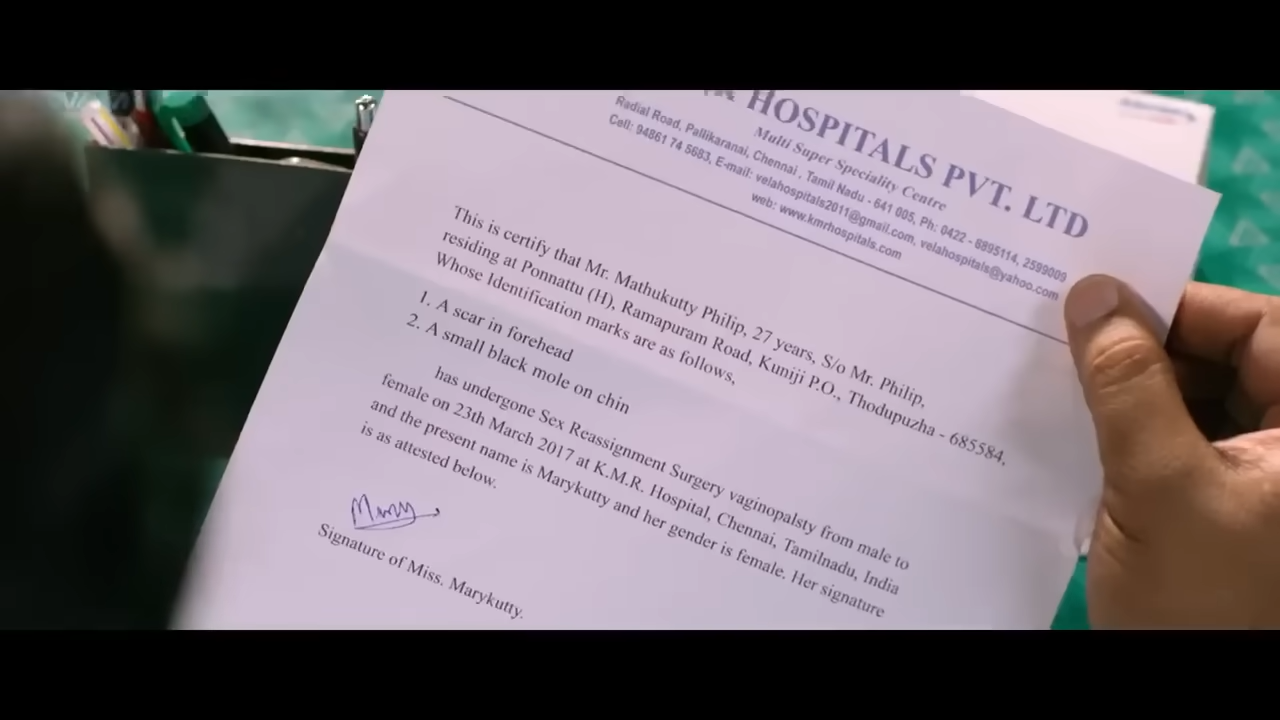 HOSPITALS PVT. LTD
Multi Super Speciality Centre
Radial Road, Pallikaranai, Chennai , Tamil Nadu - 641 005, Ph: 0422 - 6895114, 2599009
Cell: 94861 74 5683, E-mail: velahospitals2011@gmail.com, velahospitals@yahoo.com
web: www.kmrhospitals.com
This is certify that Mr. Mathukutty Philip, 27 years, S/o Mr. Philip,
residing at Ponnattu (H), Ramapuram Road, Kuniji P.O., Thodupuzha - 685584,
Whose Identification marks are as follows,
1. A scar in forehead
2. A small black mole on chin
has undergone Sex Reassignment Surgery vaginopalsty from male to
female on 23th March 2017 at K.M.R. Hospital, Chennai, Tamilnadu, India
and the present name is Marykutty and her gender is female. Her signature
is as attested below.
Mary
Signature of Miss. Marykutty.